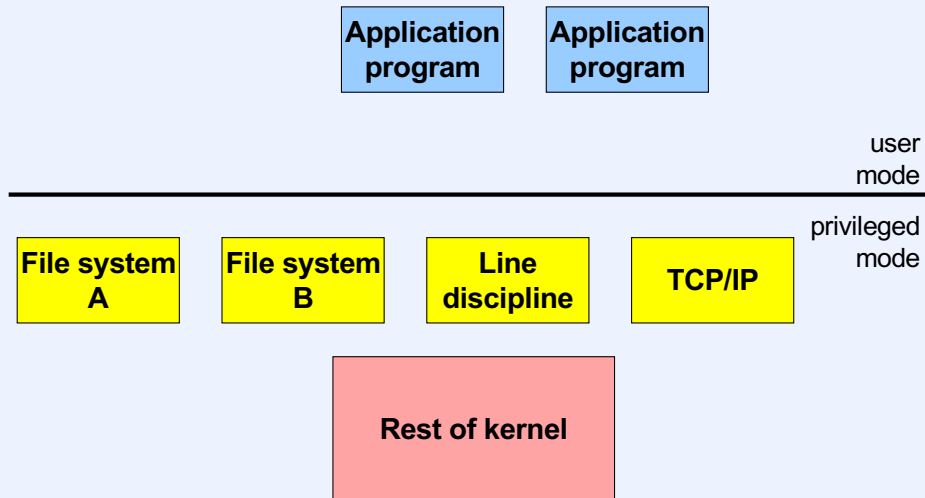 Application
program
Application
program
user
mode
privileged
mode
File system
A
File system
B
Line
discipline
TCP/IP
Rest of kernel